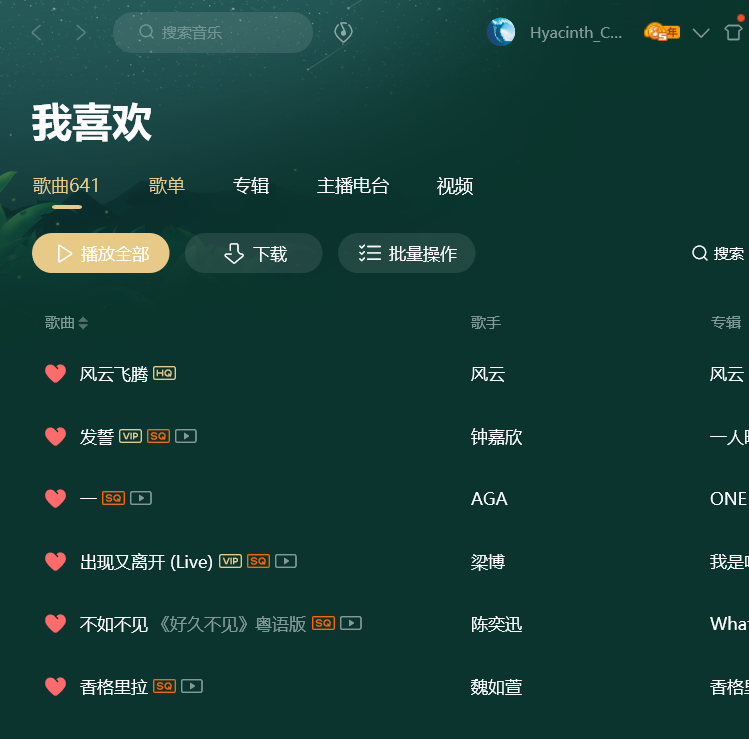 搜索音乐 Hyacinth_C... 5年
我喜欢
歌曲641 歌单 专辑 主播电台 视频
播放全部 下载 批量操作 搜索
歌曲 歌手 专辑
风云飞腾 HQ 风云 风云
发誓 VIP SQ 钟嘉欣 一人
一 SQ AGA ONE
出现又离开 (Live) VIP SQ 梁博 我是
不如不见 《好久不见》粤语版 SQ 陈奕迅 What
香格里拉 SQ 魏如萱 香格里